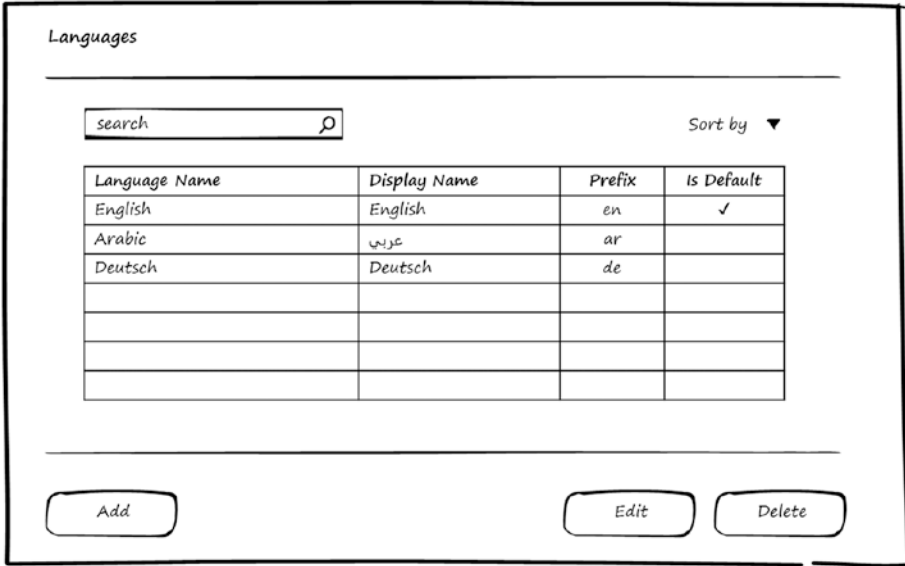 Languages
search
Sort by ▼
Language Name Display Name Prefix Is Default
English English en ✓
Arabic عربي ar
Deutsch Deutsch de
Add Edit Delete